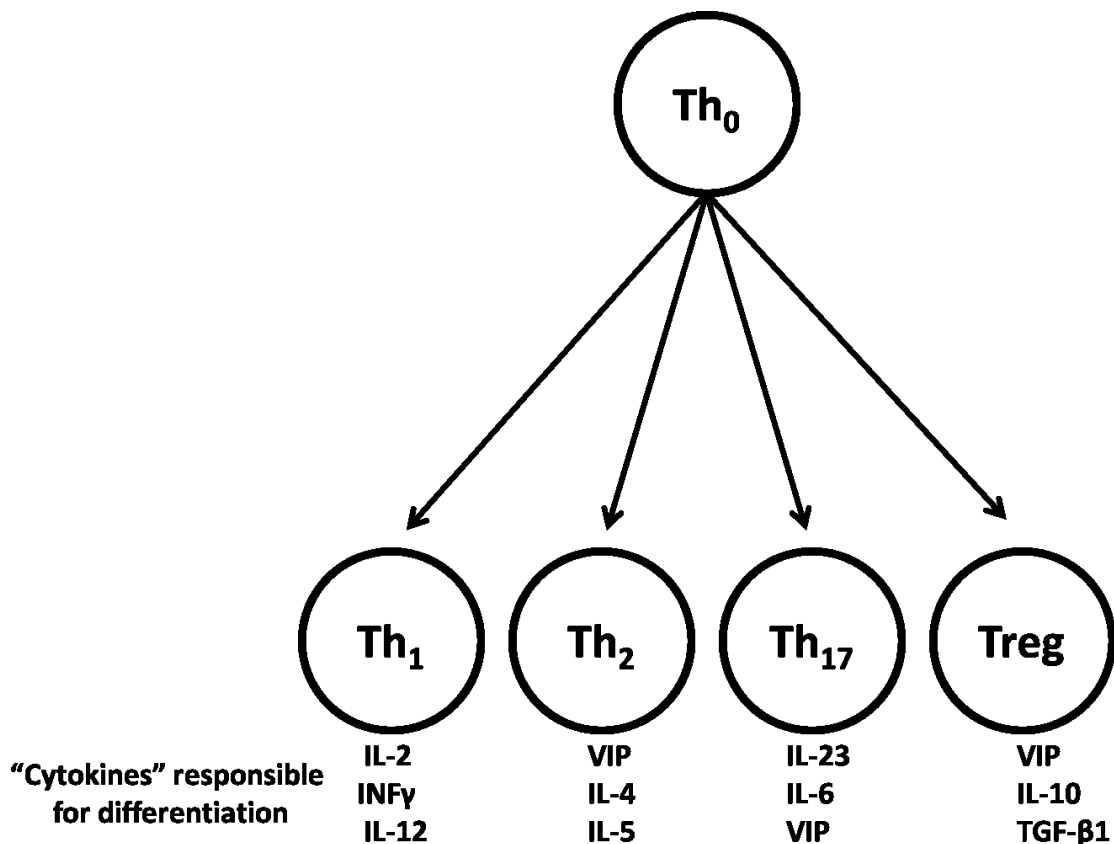 Th0
Th1 Th2 Th17 Treg
"Cytokines" responsible
for differentiation
IL-2 VIP IL-23 VIP
INFγ IL-4 IL-6 IL-10
IL-12 IL-5 VIP TGF-β1